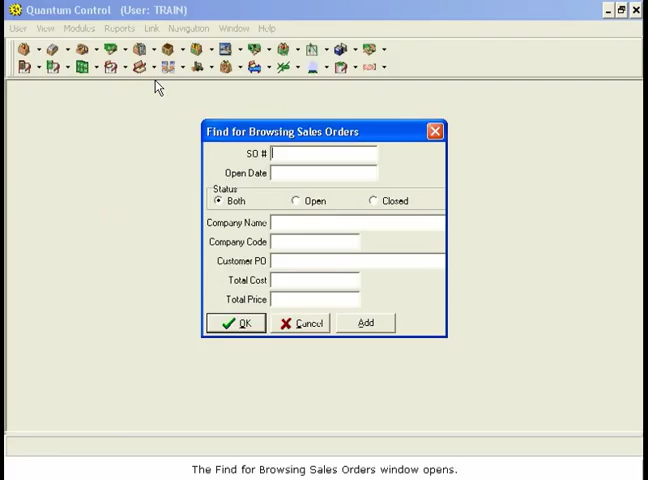 Quantum Control (User: TRAIN)
User View Modules Reports Link Navigation Window Help
Find for Browsing Sales Orders
SO #
Open Date
Status
Both Open Closed
Company Name
Company Code
Customer PO
Total Cost
Total Price
OK Cancel Add
The Find for Browsing Sales Orders window opens.